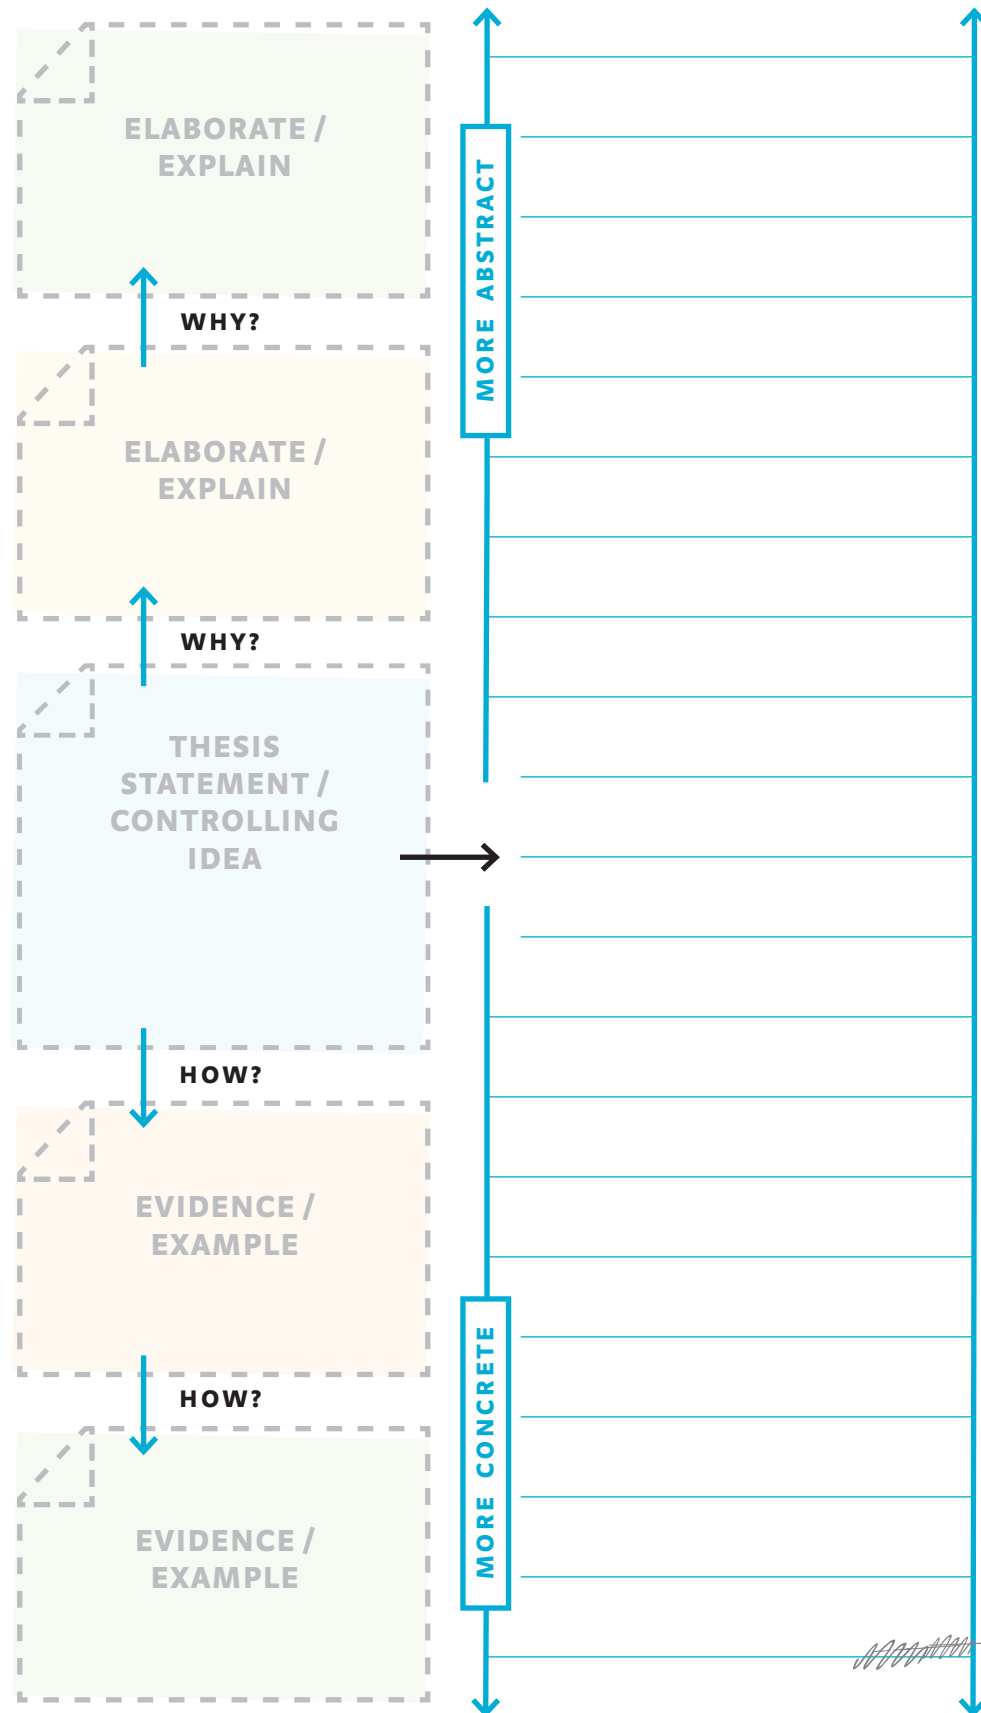 ELABORATE /
EXPLAIN
WHY?
ELABORATE /
EXPLAIN
WHY?
THESIS
STATEMENT /
CONTROLLING
IDEA
HOW?
EVIDENCE /
EXAMPLE
HOW?
EVIDENCE /
EXAMPLE
MORE ABSTRACT
MORE CONCRETE